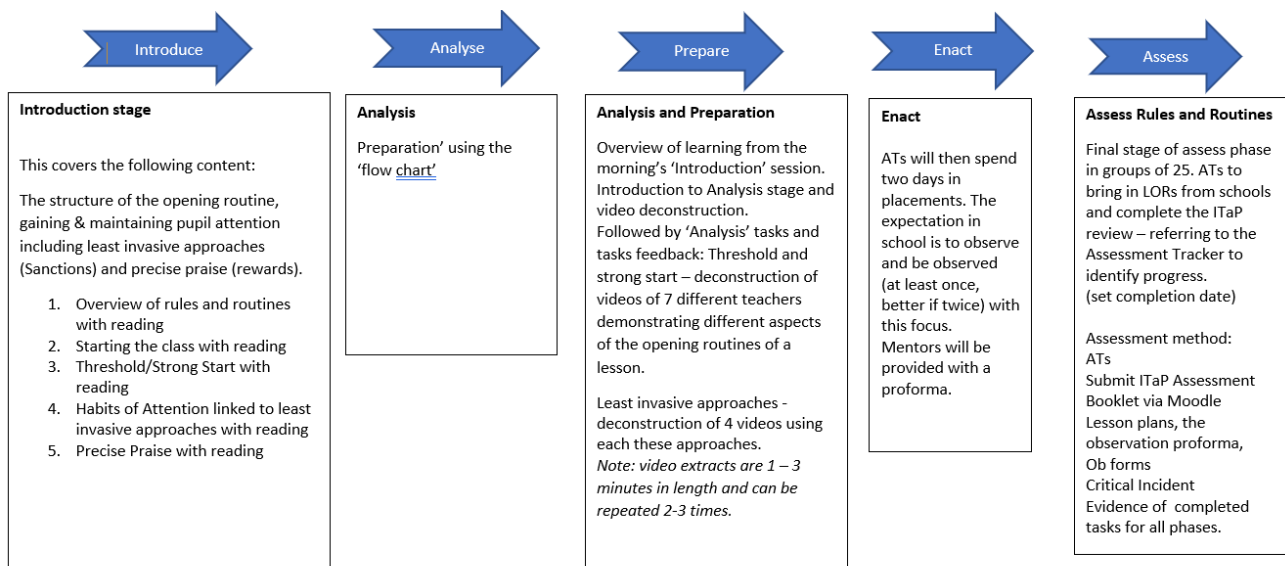 Introduce
Analyse
Prepare
Enact
Assess
Introduction stage
This covers the following content:
The structure of the opening routine,
gaining & maintaining pupil attention
including least invasive approaches
(Sanctions) and precise praise (rewards).
1. Overview of rules and routines
with reading
2. Starting the class with reading
3. Threshold/Strong Start with
reading
4. Habits of Attention linked to least
invasive approaches with reading
5. Precise Praise with reading
Analysis
Preparation’ using the
‘flow chart’
Analysis and Preparation
Overview of learning from the
morning’s ‘Introduction’ session.
Introduction to Analysis stage and
video deconstruction.
Followed by ‘Analysis’ tasks and
tasks feedback: Threshold and
strong start – deconstruction of
videos of 7 different teachers
demonstrating different aspects
of the opening routines of a
lesson.
Least invasive approaches -
deconstruction of 4 videos using
each these approaches.
Note: video extracts are 1 – 3
minutes in length and can be
repeated 2-3 times.
Enact
ATs will then spend
two days in
placements. The
expectation in
school is to observe
and be observed
(at least once,
better if twice) with
this focus.
Mentors will be
provided with a
proforma.
Assess Rules and Routines
Final stage of assess phase
in groups of 25. ATs to
bring in LORs from schools
and complete the ITaP
review – referring to the
Assessment Tracker to
identify progress.
(set completion date)
Assessment method:
ATs
Submit ITaP Assessment
Booklet via Moodle
Lesson plans, the
observation proforma,
Ob forms
Critical Incident
Evidence of completed
tasks for all phases.